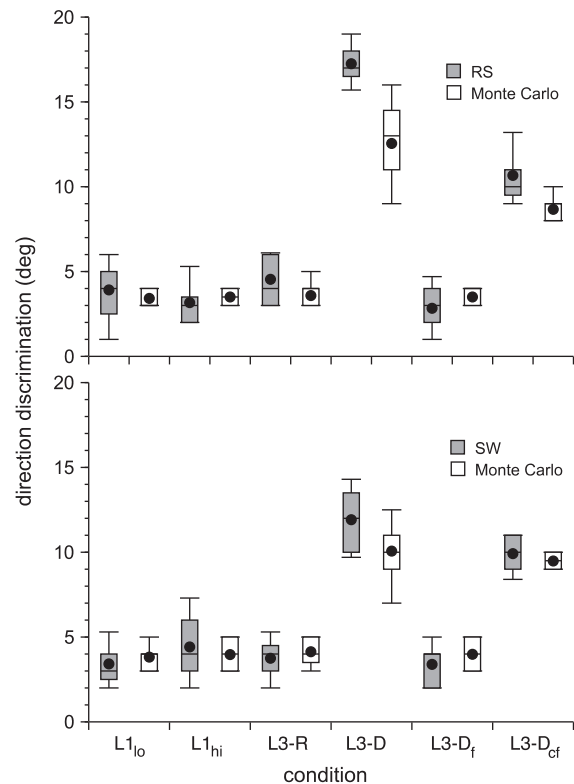 20
15
10
5
0
RS
Monte Carlo
direction discrimination (deg)
20
15
10
5
0
SW
Monte Carlo
L1lo L1hi L3-R L3-D L3-Df L3-Dcf
condition